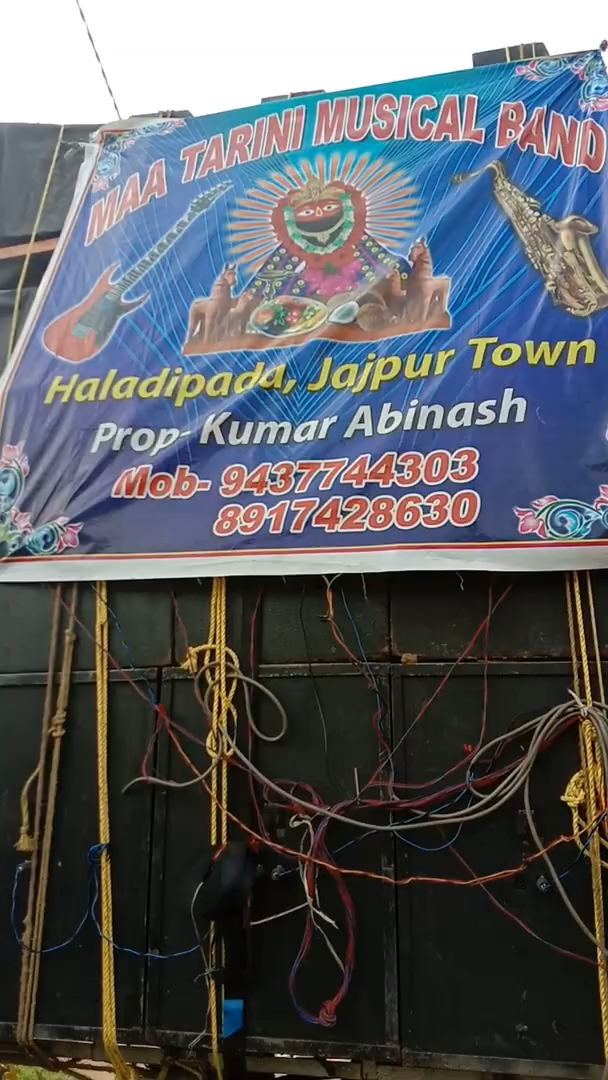 MAA TARINI MUSICAL BAND
Haladipada, Jajpur Town
Prop- Kumar Abinash
Mob- 9437744303
8917428630